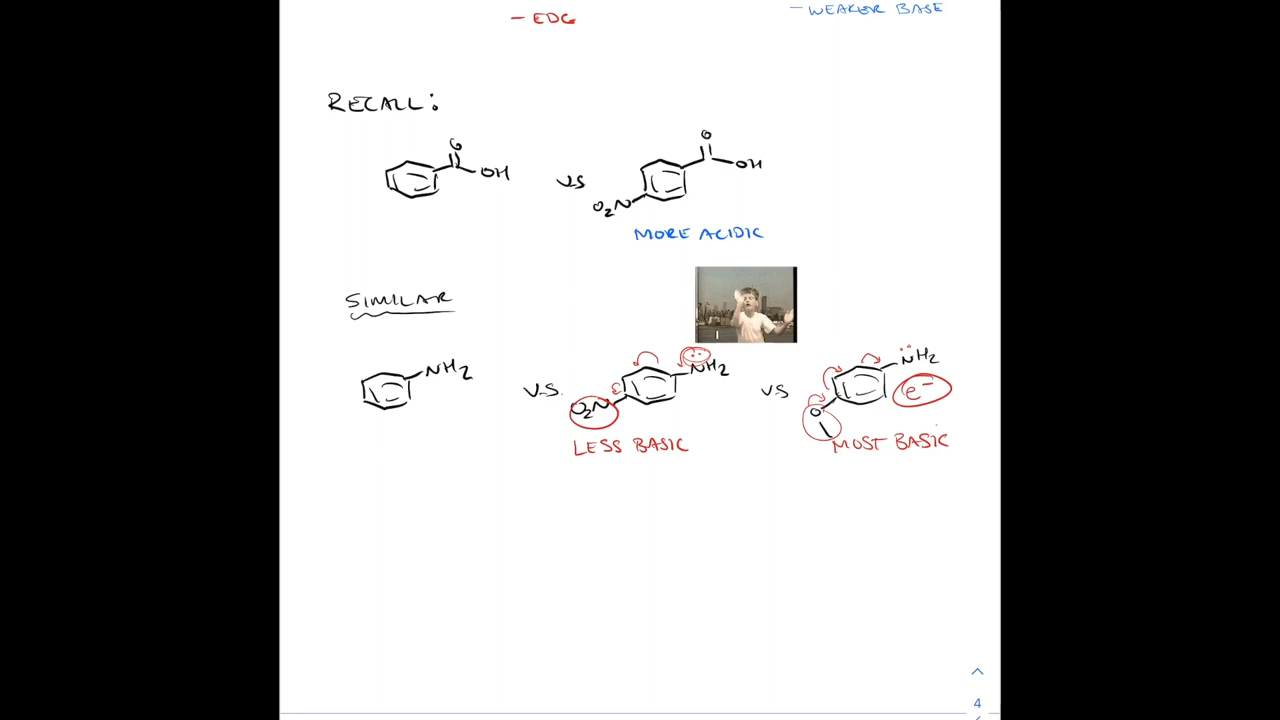 - EDG
- WEAKER BASE
RECALL:
O
OH
vs
O
OH
O2N
MORE ACIDIC
SIMILAR
NH2
V.S.
NH2
O2N
LESS BASIC
vs
NH2
e-
O
MOST BASIC
4